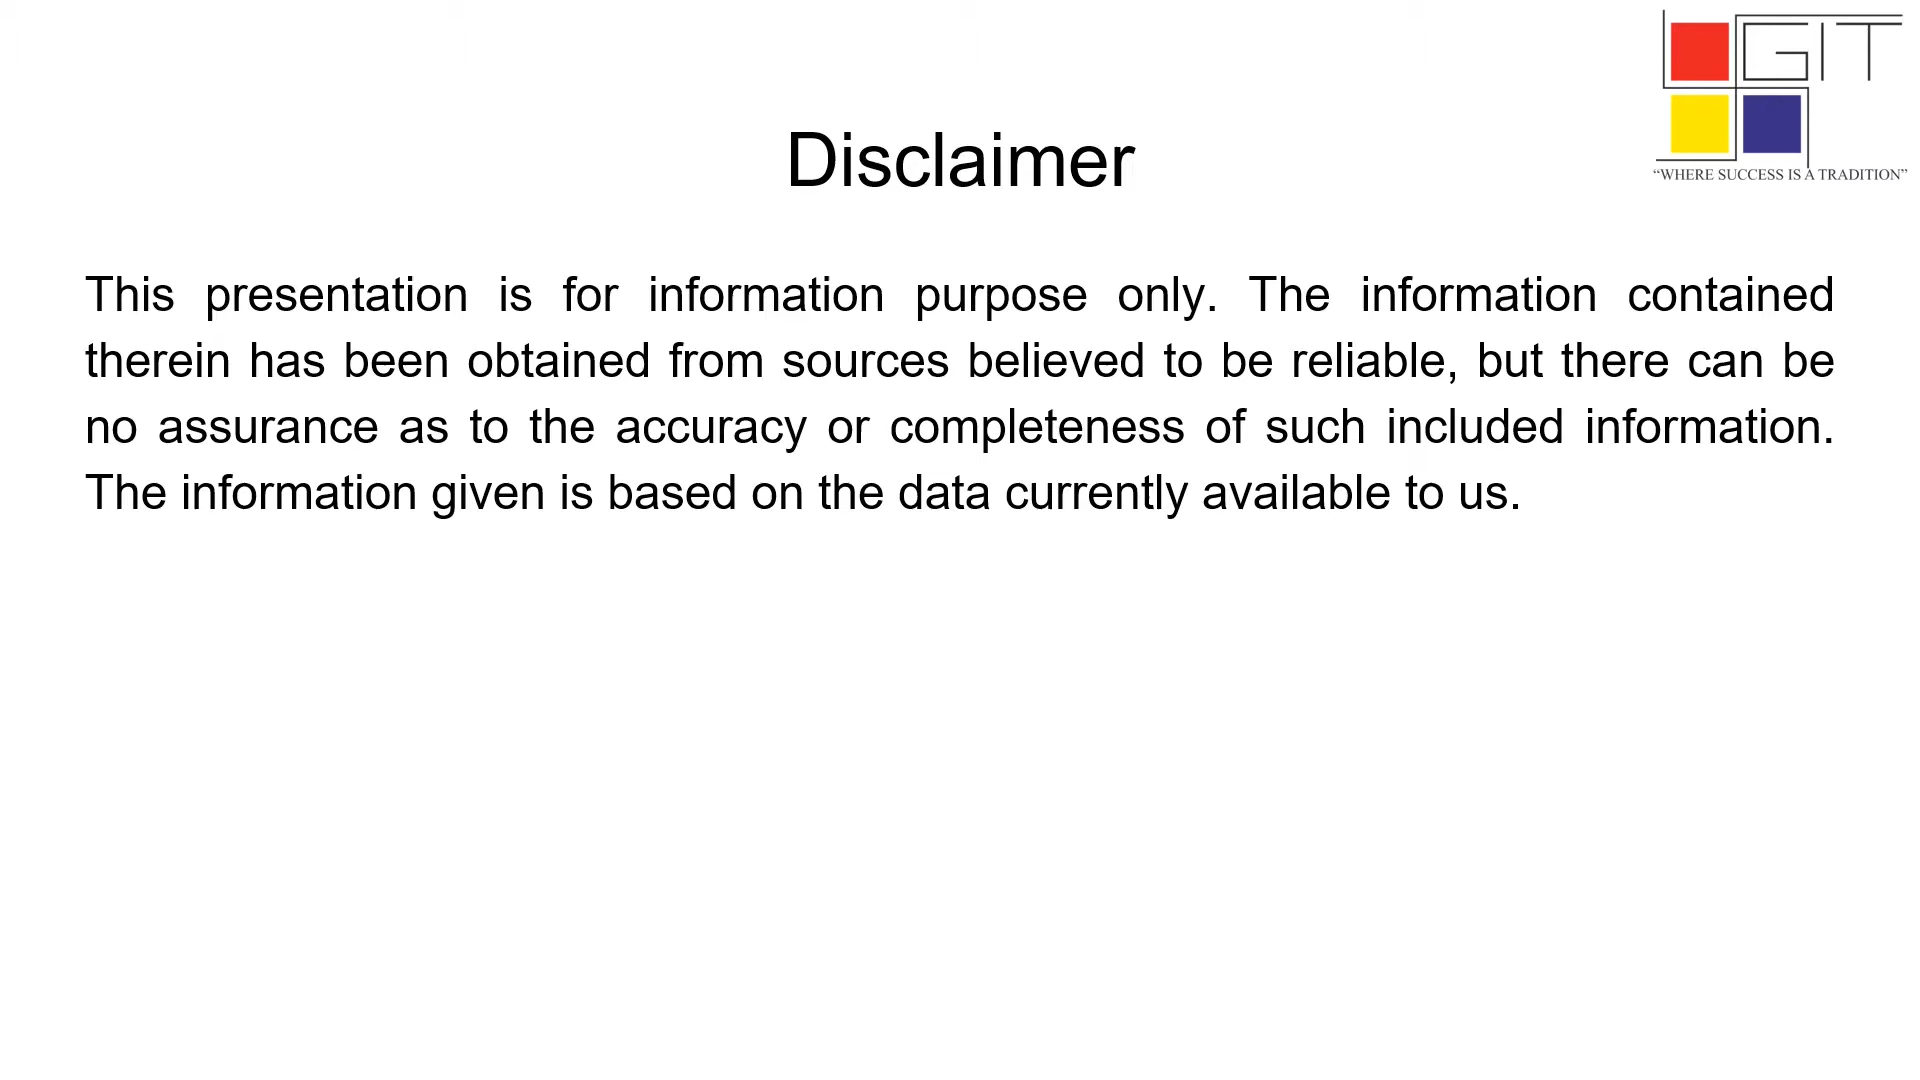 GIT
“WHERE SUCCESS IS A TRADITION”
Disclaimer
This presentation is for information purpose only. The information contained
therein has been obtained from sources believed to be reliable, but there can be
no assurance as to the accuracy or completeness of such included information.
The information given is based on the data currently available to us.